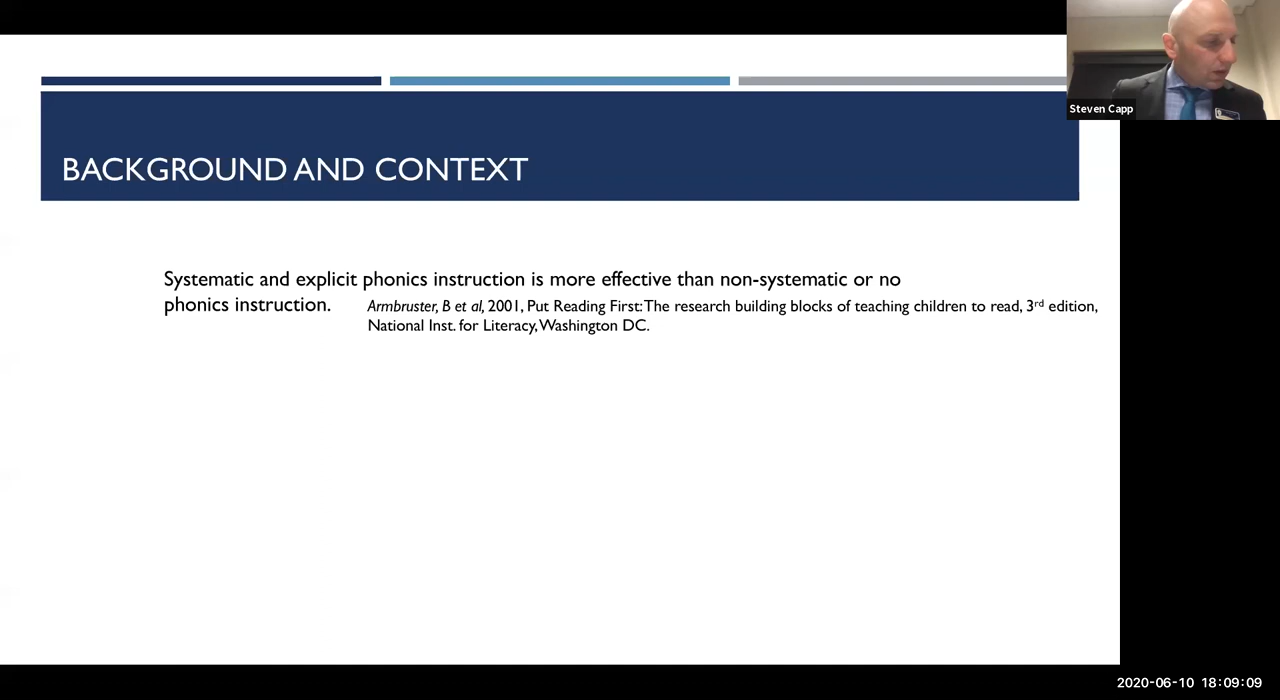 Steven Capp
BACKGROUND AND CONTEXT
Systematic and explicit phonics instruction is more effective than non-systematic or no
phonics instruction.
Armbruster, B et al, 2001, Put Reading First: The research building blocks of teaching children to read, 3rd edition,
National Inst. for Literacy, Washington DC.
2020-06-10 18:09:09